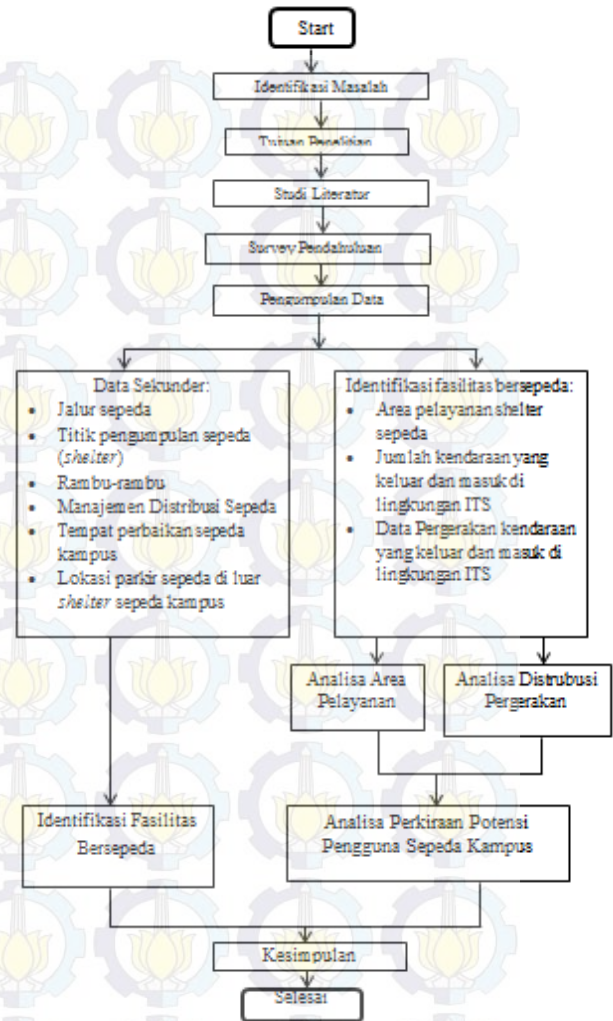 Start
Identifikasi Masalah
Tujuan Penelitian
Studi Literatur
Survey Pendahuluan
Pengumpulan Data
Data Sekunder:
• Jalur sepeda
• Titik pengumpulan sepeda
(shelter)
• Rambu-rambu
• Manajemen Distribusi Sepeda
• Tempat perbaikan sepeda
kampus
• Lokasi parkir sepeda di luar
shelter sepeda kampus
Identifikasi fasilitas bersepeda:
• Area pelayanan shelter
sepeda
• Jumlah kendaraan yang
keluar dan masuk di
lingkungan ITS
• Data Pergerakan kendaraan
yang keluar dan masuk di
lingkungan ITS
Analisa Area
Pelayanan
Analisa Distrubusi
Pergerakan
Identifikasi Fasilitas
Bersepeda
Analisa Perkiraan Potensi
Pengguna Sepeda Kampus
Kesimpulan
Selesai